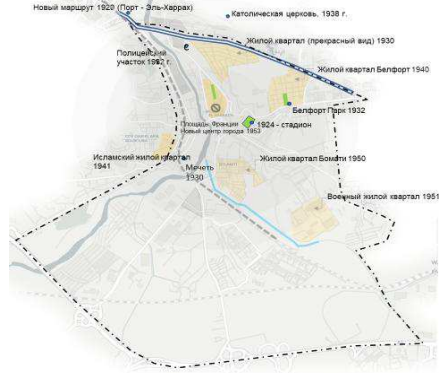 Новый маршрут 1920 (Порт - Эль-Харрах)
Католическая церковь, 1938 г.
Жилой квартал (прекрасный вид) 1930
Полицейский
участок 1932 г.
Жилой квартал Белфорт 1940
Белфорт Парк 1932
Площадь Франции
Новый центр города 1953
1924 - стадион
Исламский жилой квартал
1941
Жилой квартал Бомати 1950
Мечеть
1930
Военный жилой квартал 1951